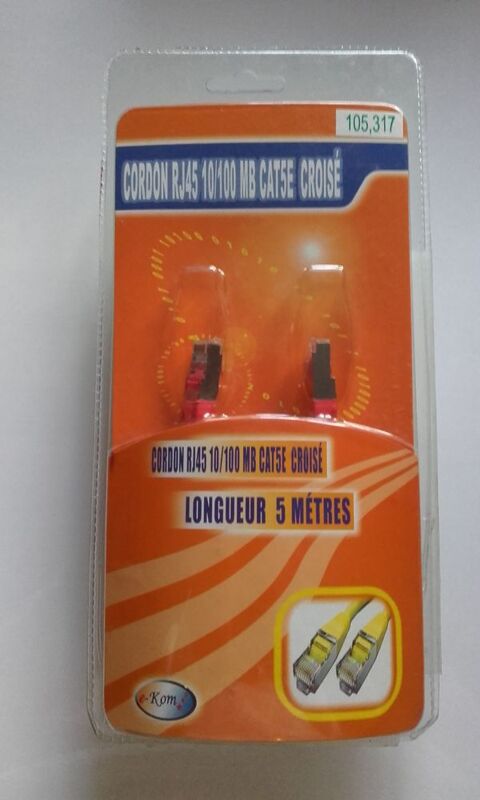 105,317
CORDON RJ45 10/100 MB CAT5E CROISÉ
CORDON RJ45 10/100 MB CAT5E CROISÉ
LONGUEUR 5 MÉTRES
e-Kom